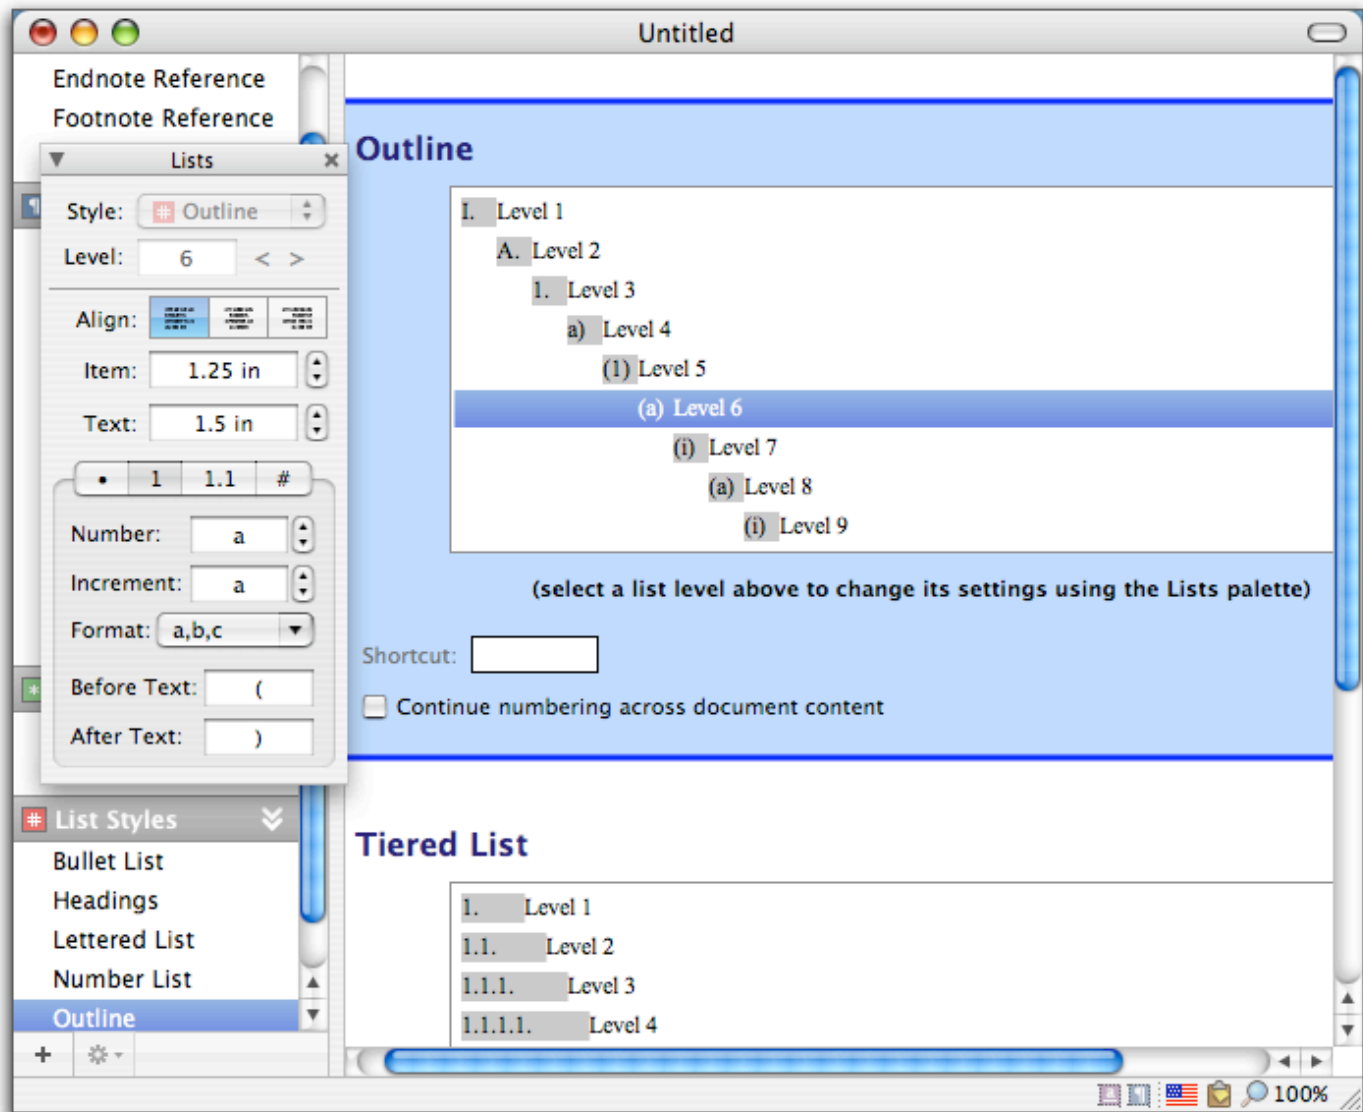 Untitled
Endnote Reference
Footnote Reference
Lists
Style: # Outline
Level: 6 < >
Align:
Item: 1.25 in
Text: 1.5 in
• 1 1.1 #
Number: a
Increment: a
Format: a,b,c
Before Text: (
After Text: )
# List Styles
Bullet List
Headings
Lettered List
Number List
Outline
+
Outline
I. Level 1
A. Level 2
1. Level 3
a) Level 4
(1) Level 5
(a) Level 6
(i) Level 7
(a) Level 8
(i) Level 9
(select a list level above to change its settings using the Lists palette)
Shortcut:
Continue numbering across document content
Tiered List
1. Level 1
1.1. Level 2
1.1.1. Level 3
1.1.1.1. Level 4
100%